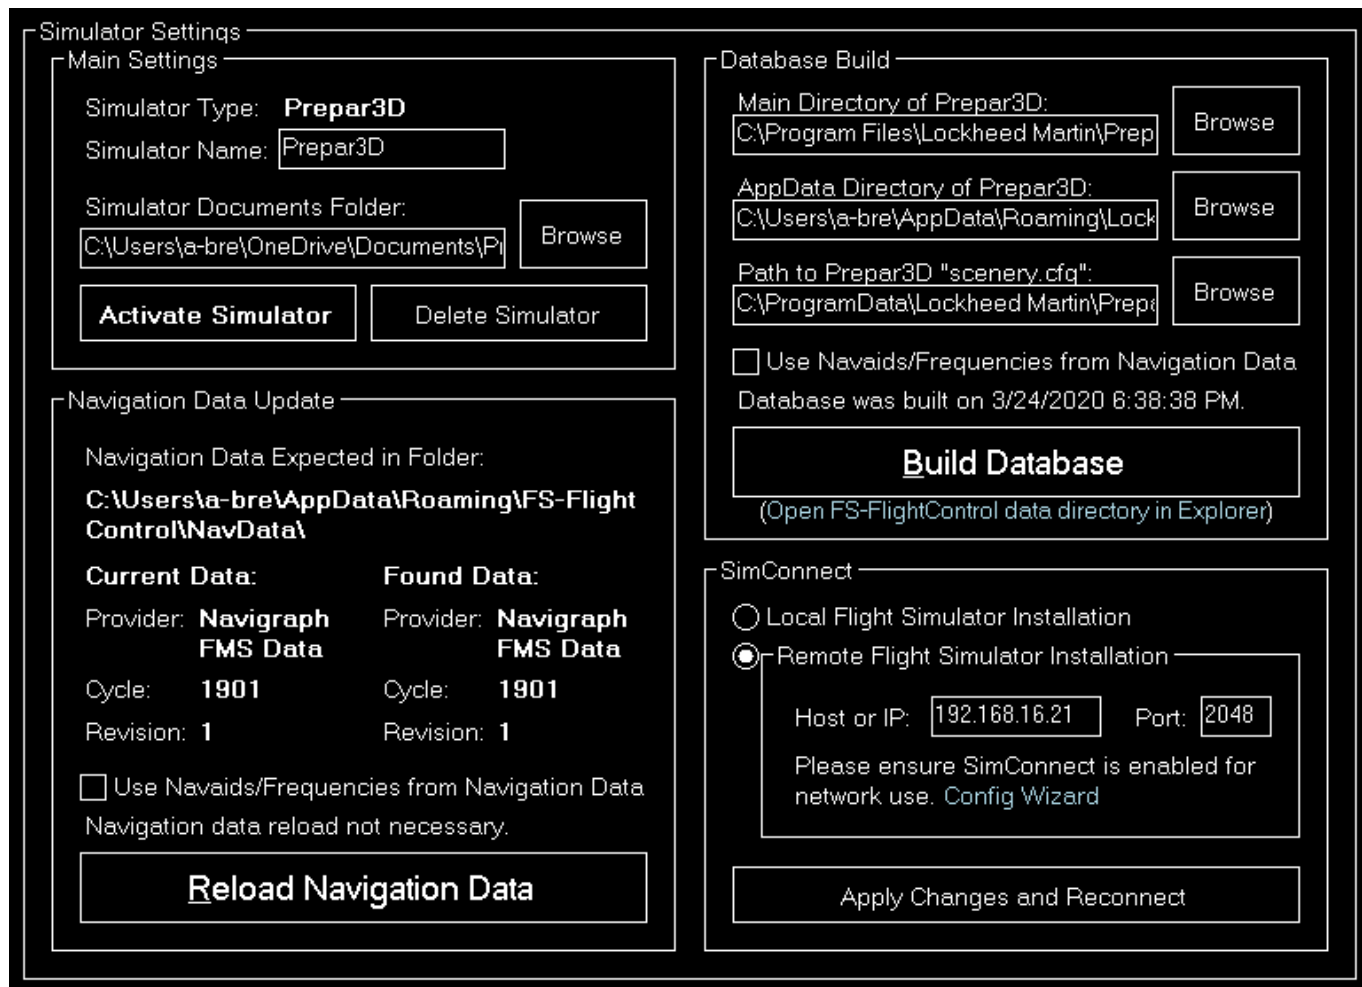 Simulator Settings
Main Settings
Simulator Type: Prepar3D
Simulator Name: Prepar3D
Simulator Documents Folder:
C:\Users\a-bre\OneDrive\Documents\Pr
Browse
Activate Simulator
Delete Simulator
Navigation Data Update
Navigation Data Expected in Folder:
C:\Users\a-bre\AppData\Roaming\FS-Flight
Control\NavData\
Current Data: Found Data:
Provider: Navigraph Provider: Navigraph
FMS Data FMS Data
Cycle: 1901 Cycle: 1901
Revision: 1 Revision: 1
Use Navaids/Frequencies from Navigation Data
Navigation data reload not necessary.
Reload Navigation Data
Database Build
Main Directory of Prepar3D:
C:\Program Files\Lockheed Martin\Prep
Browse
AppData Directory of Prepar3D:
C:\Users\a-bre\AppData\Roaming\Lock
Browse
Path to Prepar3D "scenery.cfg":
C:\ProgramData\Lockheed Martin\Prepa
Browse
Use Navaids/Frequencies from Navigation Data
Database was built on 3/24/2020 6:38:38 PM.
Build Database
(Open FS-FlightControl data directory in Explorer)
SimConnect
Local Flight Simulator Installation
Remote Flight Simulator Installation
Host or IP: 192.168.16.21 Port: 2048
Please ensure SimConnect is enabled for
network use. Config Wizard
Apply Changes and Reconnect